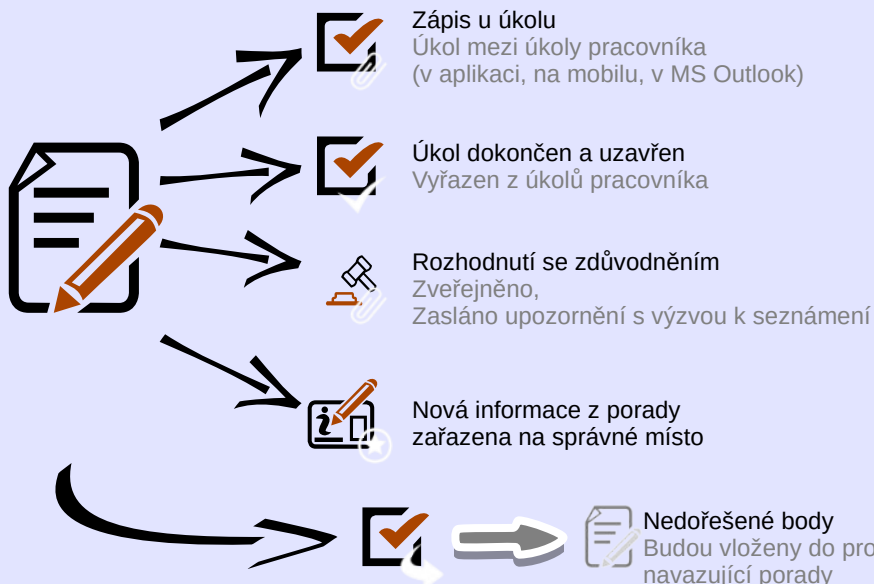 Zápis u úkolu
Úkol mezi úkoly pracovníka
(v aplikaci, na mobilu, v MS Outlook)
Úkol dokončen a uzavřen
Vyřazen z úkolů pracovníka
Rozhodnutí se zdůvodněním
Zveřejněno,
Zasláno upozornění s výzvou k seznámení
Nová informace z porady
zařazena na správné místo
Nedořešené body
Budou vloženy do pro
navazující porady